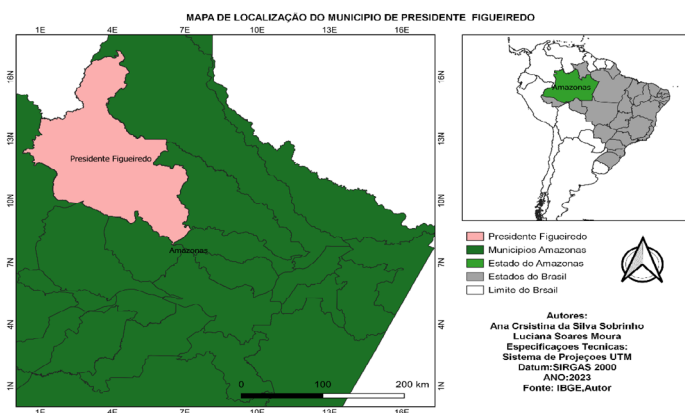 MAPA DE LOCALIZAÇÃO DO MUNICIPIO DE PRESIDENTE FIGUEIREDO
1E 4E 7E 10E 13E 16E
16N
13N
10N
7N
4N
1N
Presidente Figueiredo
Amazonas
16N
13N
10N
7N
4N
1N
0 100 200 km
1E 4E 7E 10E 13E 16E
Amazonas
Presidente Figueiredo
Municipios Amazonas
Estado do Amazonas
Estados do Brasil
Limite do Brsail
Autores:
Ana Crsistina da Silva Sobrinho
Luciana Soares Moura
Especificaçoes Tecnicas:
Sistema de Projeçoes UTM
Datum:SIRGAS 2000
ANO:2023
Fonte: IBGE,Autor